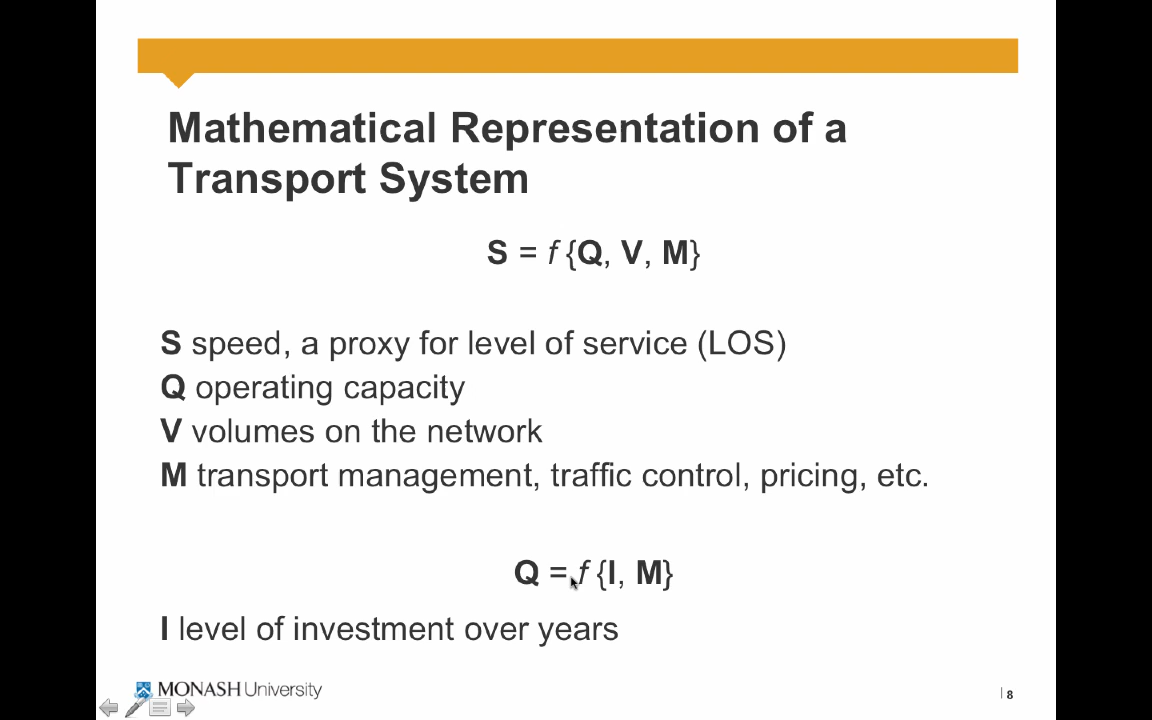 Mathematical Representation of a
Transport System
S = f {Q, V, M}
S speed, a proxy for level of service (LOS)
Q operating capacity
V volumes on the network
M transport management, traffic control, pricing, etc.
Q = f {I, M}
I level of investment over years
MONASH University
8